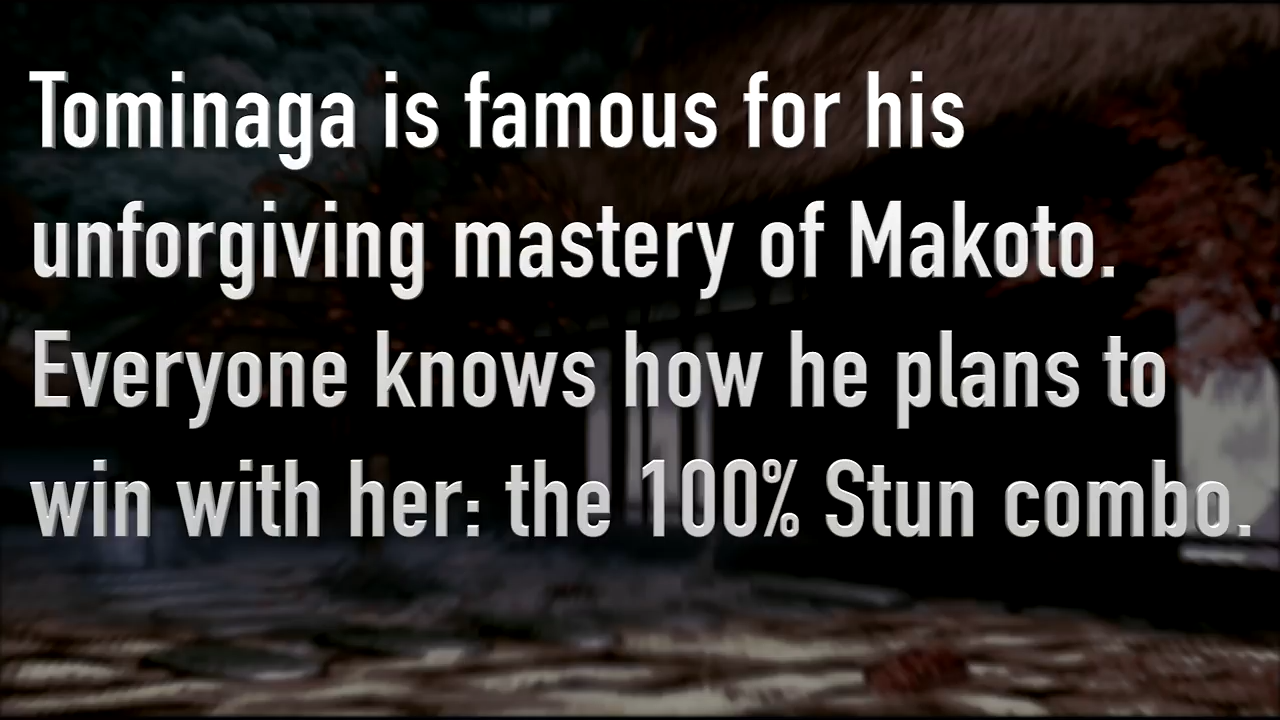 Tominaga is famous for his
unforgiving mastery of Makoto.
Everyone knows how he plans to
win with her: the 100% Stun combo.